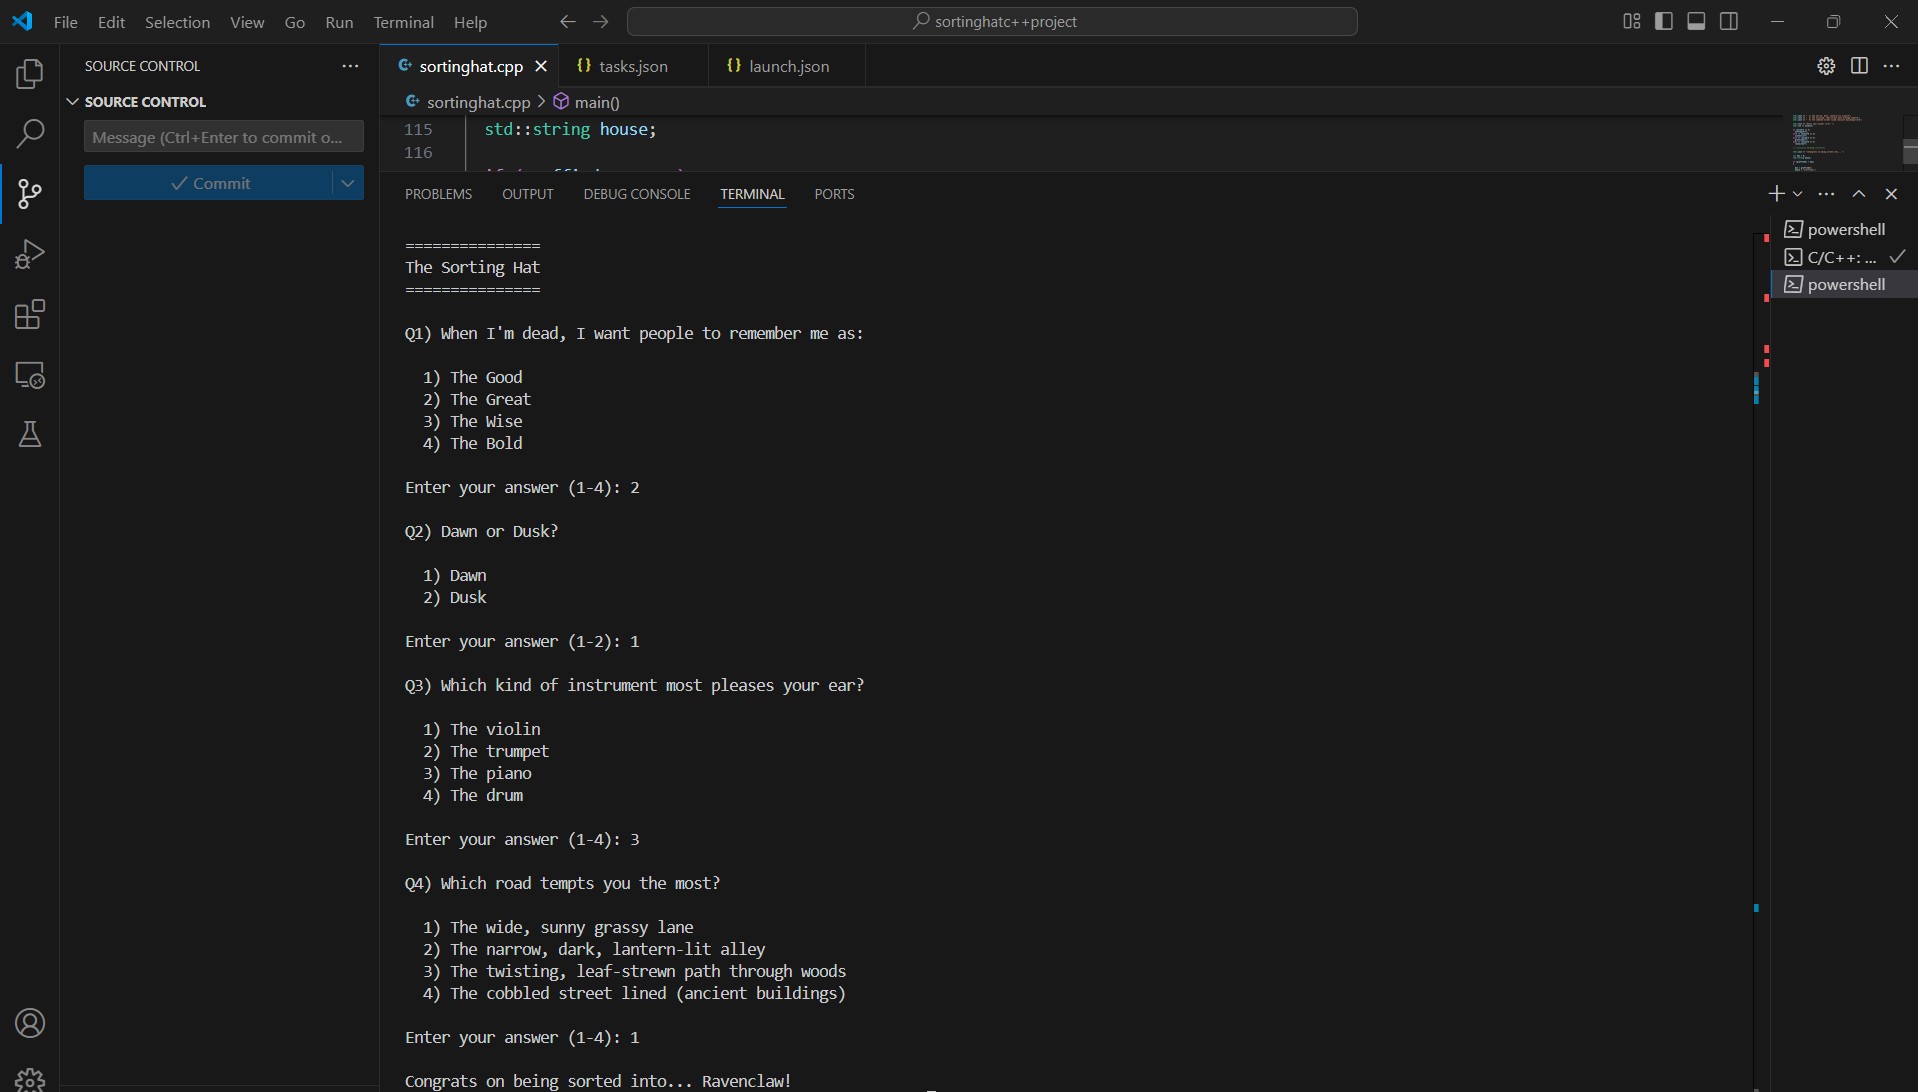 File Edit Selection View Go Run Terminal Help
sortinghatc++project
SOURCE CONTROL
SOURCE CONTROL
Message (Ctrl+Enter to commit o...
Commit
sortinghat.cpp
tasks.json
launch.json
sortinghat.cpp > main()
115 std::string house;
116
PROBLEMS OUTPUT DEBUG CONSOLE TERMINAL PORTS
powershell
C/C++: ...
powershell
===============
The Sorting Hat
===============
Q1) When I'm dead, I want people to remember me as:
1) The Good
2) The Great
3) The Wise
4) The Bold
Enter your answer (1-4): 2
Q2) Dawn or Dusk?
1) Dawn
2) Dusk
Enter your answer (1-2): 1
Q3) Which kind of instrument most pleases your ear?
1) The violin
2) The trumpet
3) The piano
4) The drum
Enter your answer (1-4): 3
Q4) Which road tempts you the most?
1) The wide, sunny grassy lane
2) The narrow, dark, lantern-lit alley
3) The twisting, leaf-strewn path through woods
4) The cobbled street lined (ancient buildings)
Enter your answer (1-4): 1
Congrats on being sorted into... Ravenclaw!